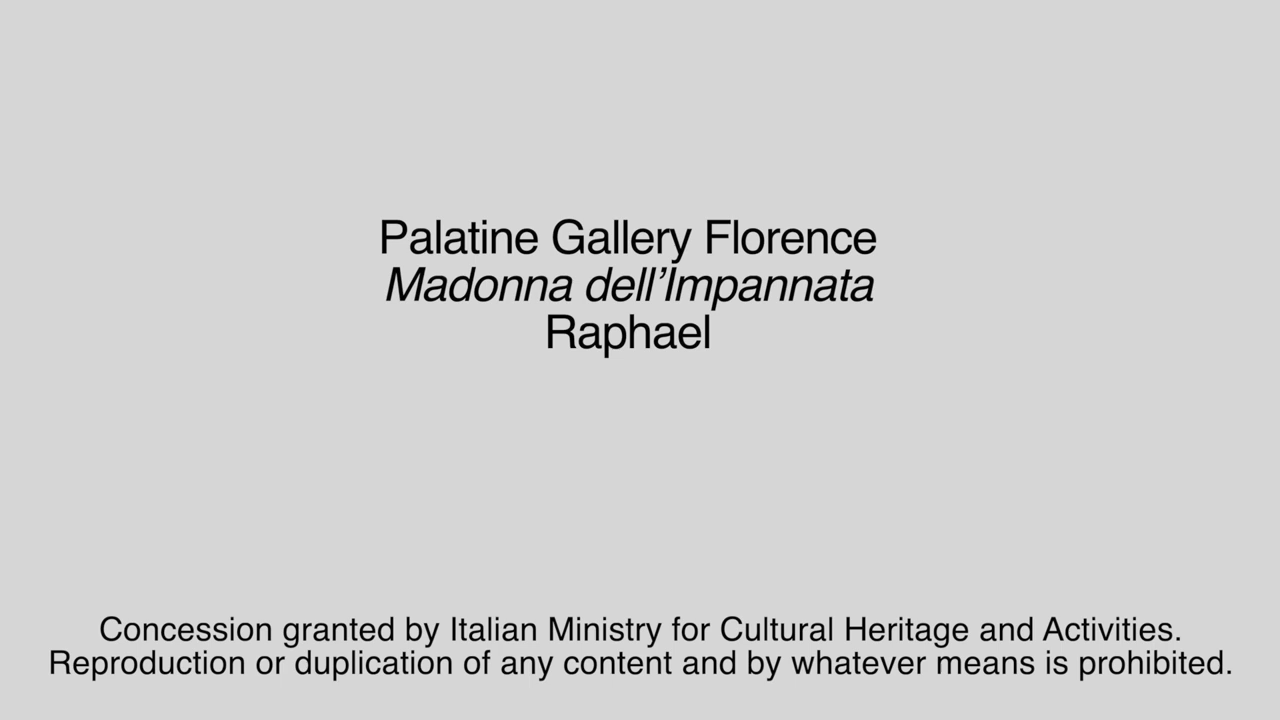 Palatine Gallery Florence
Madonna dell’Impannata
Raphael
Concession granted by Italian Ministry for Cultural Heritage and Activities.
Reproduction or duplication of any content and by whatever means is prohibited.